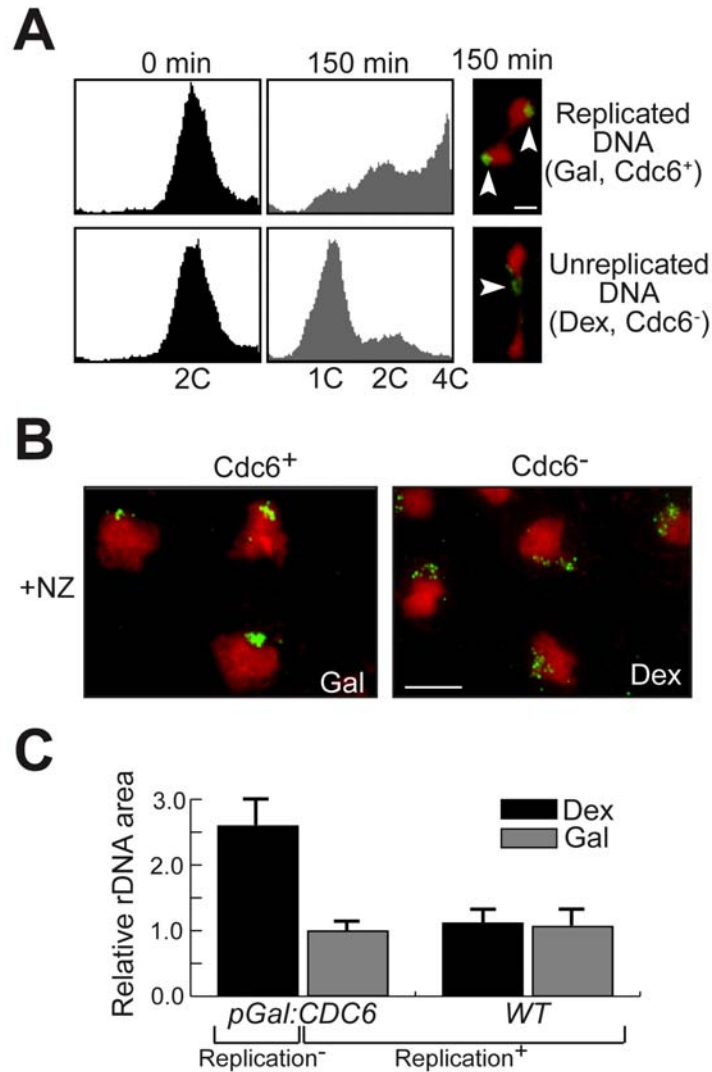 A
0 min 150 min 150 min
Replicated
DNA
(Gal, Cdc6+)
Unreplicated
DNA
(Dex, Cdc6-)
2C 1C 2C 4C
B
Cdc6+ Cdc6-
+NZ
Gal Dex
C
Relative rDNA area
3.0
2.0
1.0
0.0
Dex
Gal
pGal:CDC6 WT
Replication- Replication+